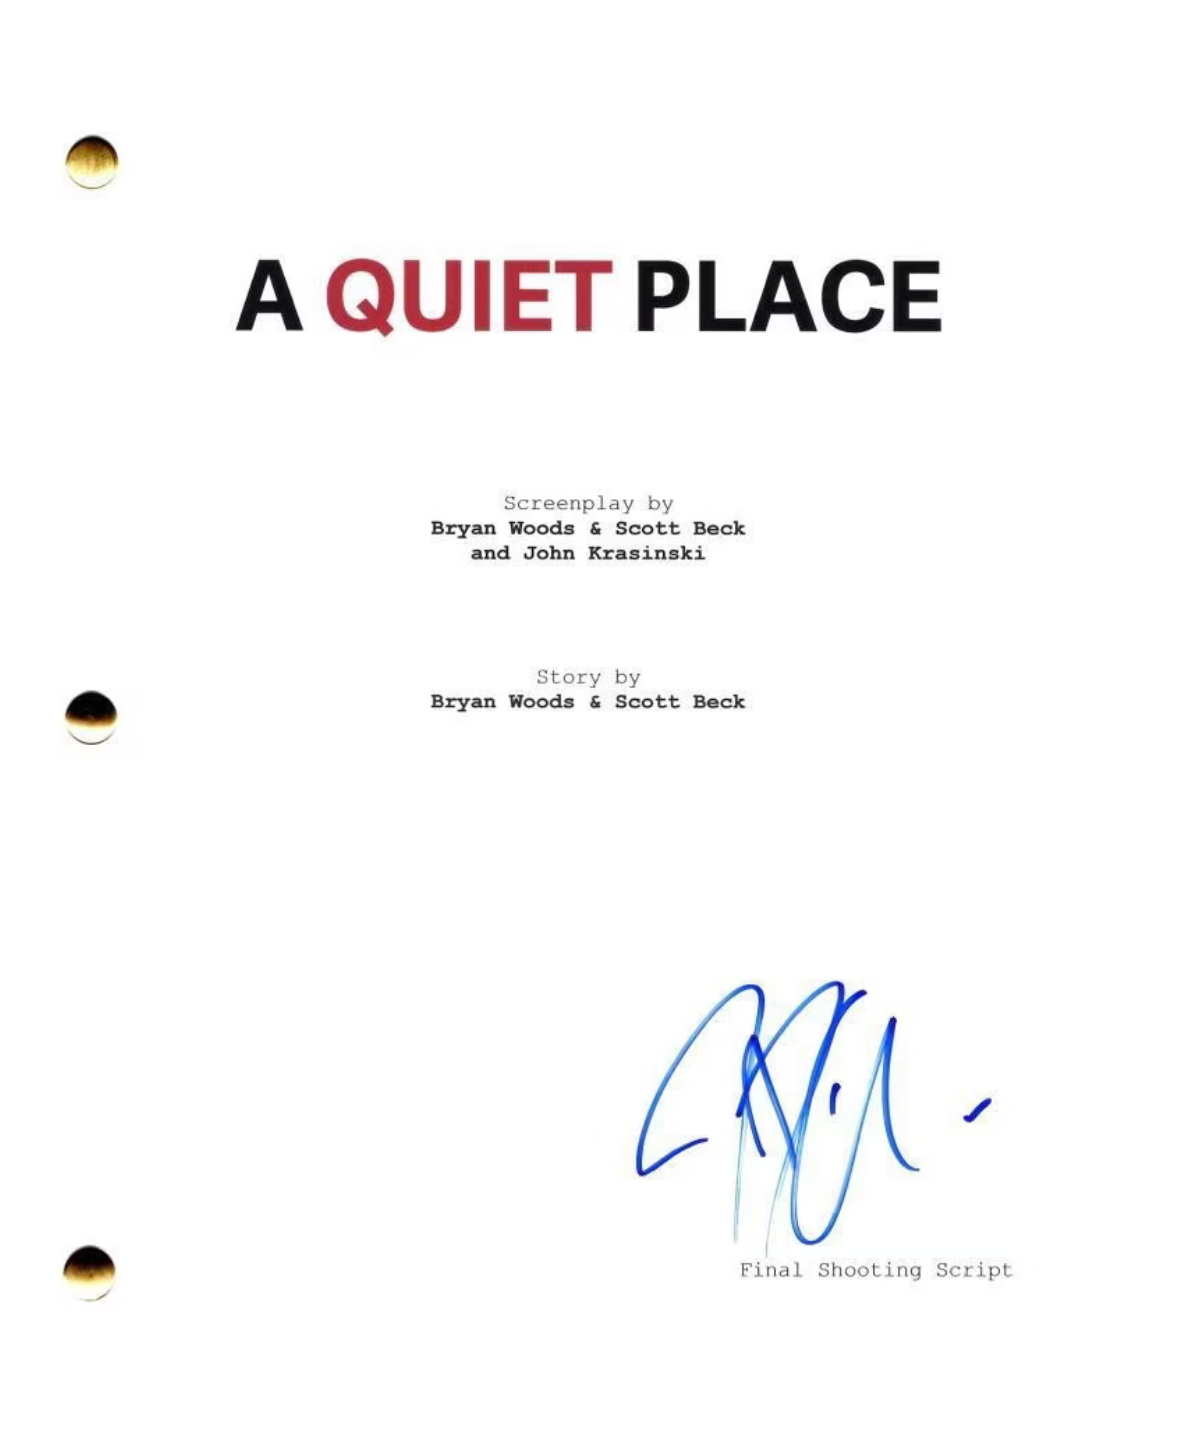 A QUIET PLACE
Screenplay by
Bryan Woods & Scott Beck
and John Krasinski
Story by
Bryan Woods & Scott Beck
Final Shooting Script